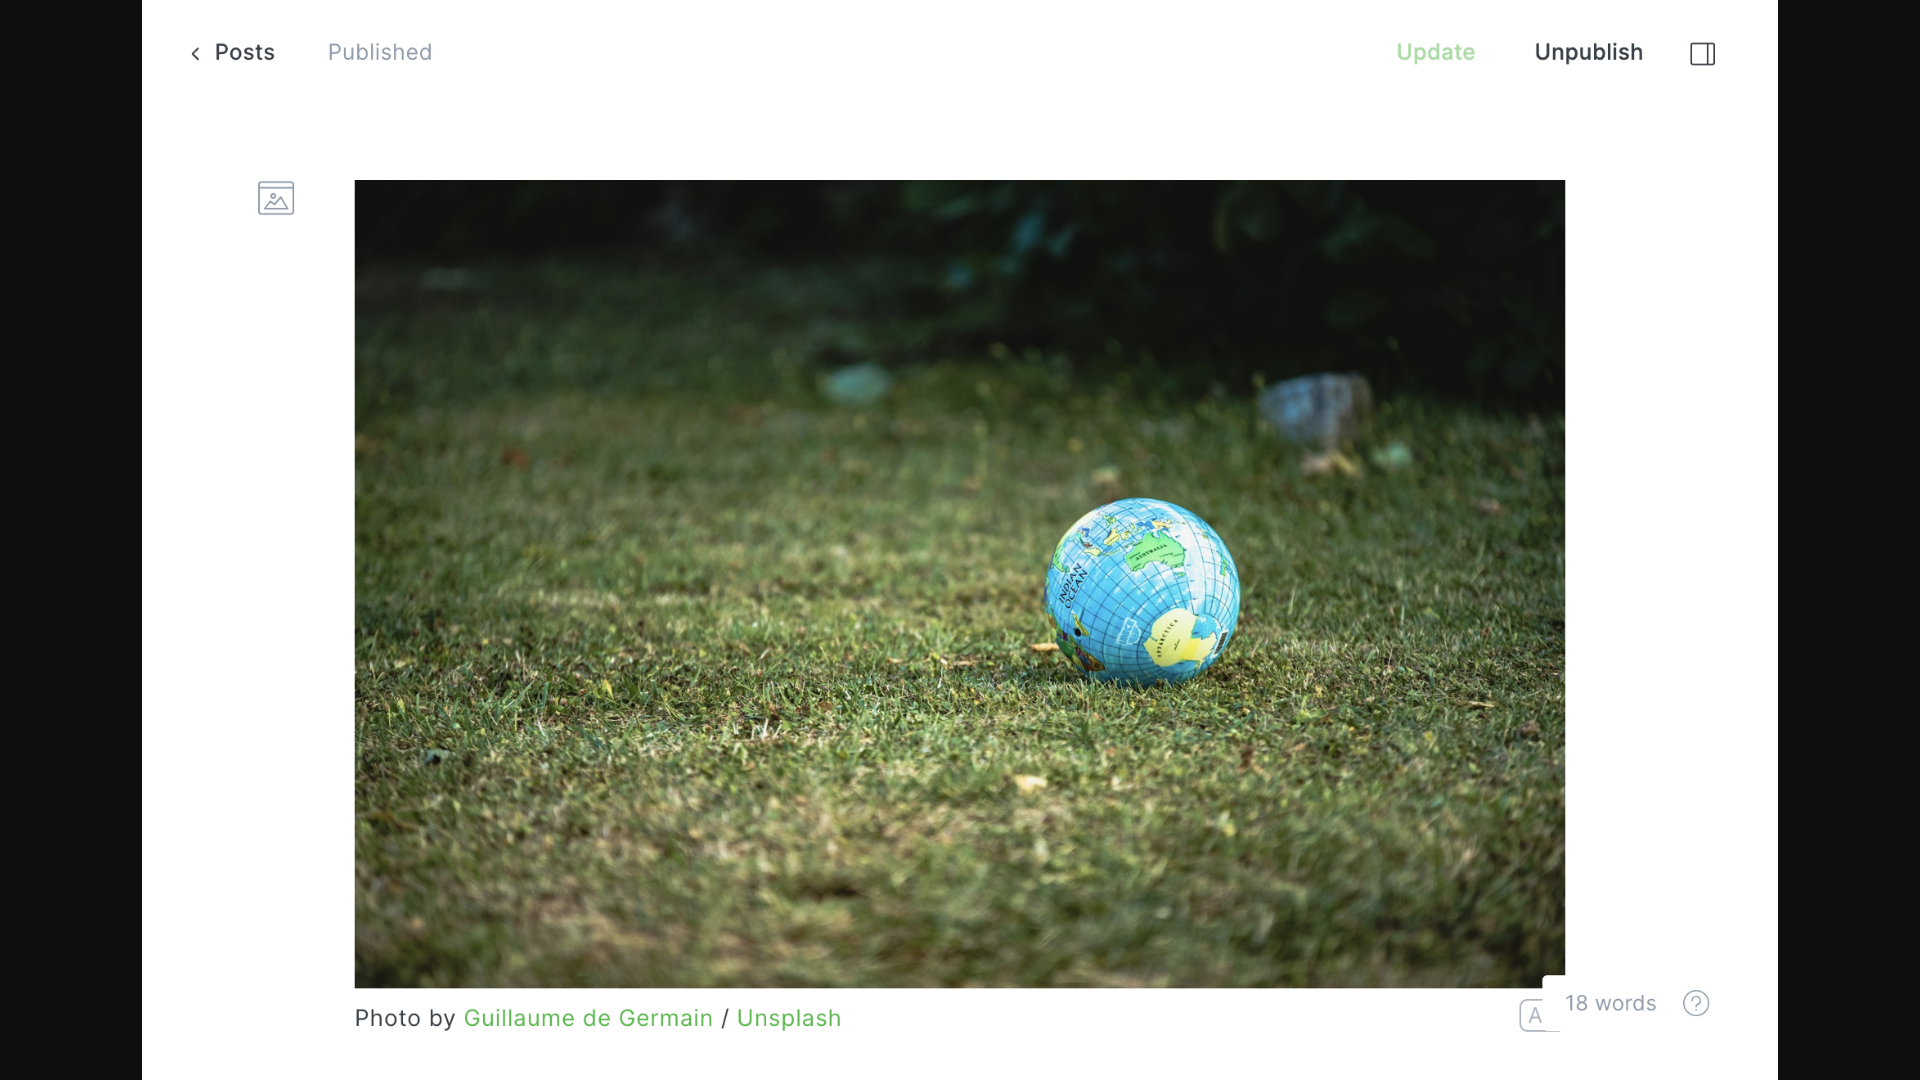 Posts
Published
Update
Unpublish
AUSTRALIA
INDIAN
OCEAN
ANTARCTICA
Photo by Guillaume de Germain / Unsplash
A
18 words
?